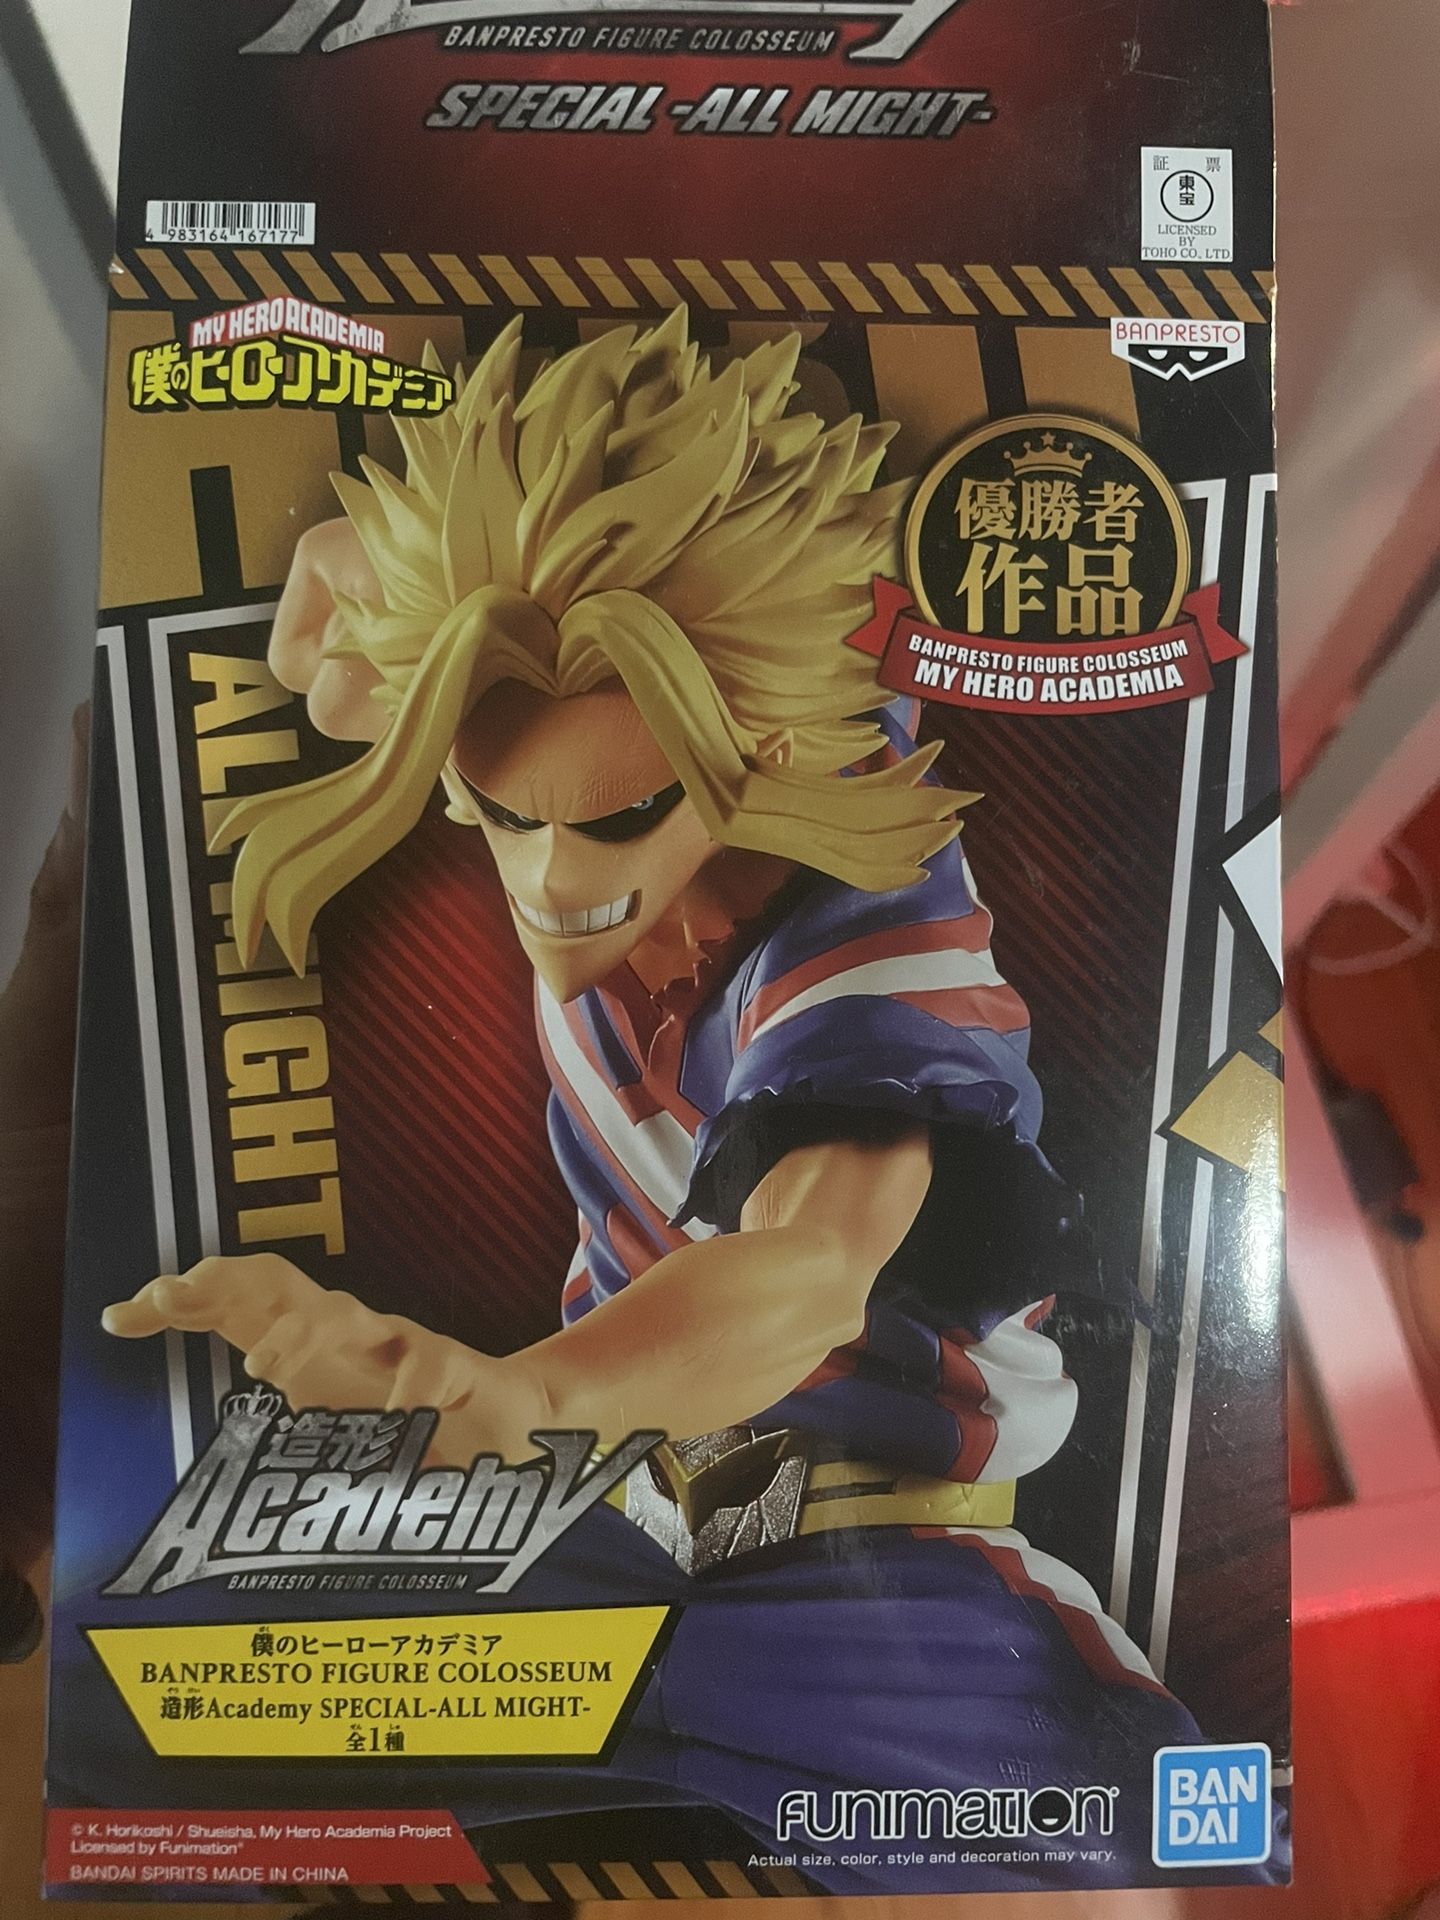 Academy
BANPRESTO FIGURE COLOSSEUM
SPECIAL -ALL MIGHT-
4 983164 167177
証 票
東宝
LICENSED
BY
TOHO CO., LTD.
MY HERO ACADEMIA
僕のヒーローアカデミア
BANPRESTO
優勝者
作品
BANPRESTO FIGURE COLOSSEUM
MY HERO ACADEMIA
ALL MIGHT
造形
Academy
BANPRESTO FIGURE COLOSSEUM
僕のヒーローアカデミア
BANPRESTO FIGURE COLOSSEUM
造形Academy SPECIAL-ALL MIGHT-
全1種
FUNIMATION
Actual size, color, style and decoration may vary.
BAN
DAI
© K. Horikoshi / Shueisha, My Hero Academia Project
Licensed by Funimation®
BANDAI SPIRITS MADE IN CHINA